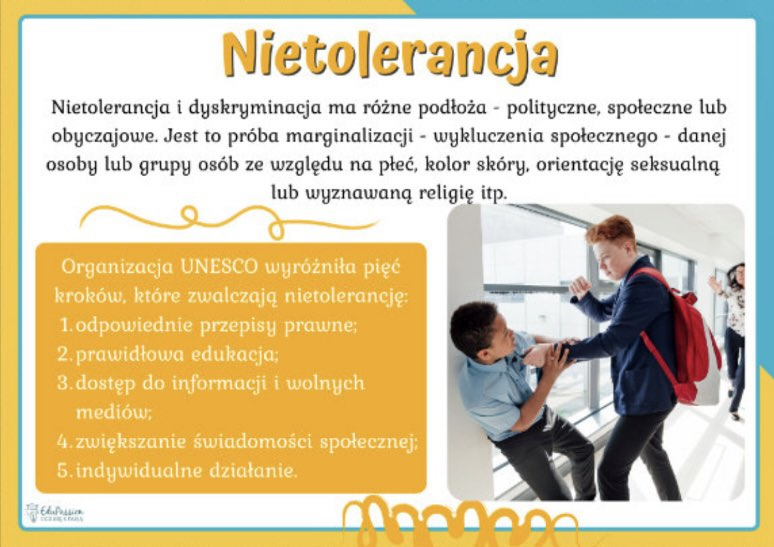 Nietolerancja
Nietolerancja i dyskryminacja ma różne podłoża - polityczne, społeczne lub
obyczajowe. Jest to próba marginalizacji - wykluczenia społecznego - danej
osoby lub grupy osób ze względu na płeć, kolor skóry, orientację seksualną
lub wyznawaną religię itp.
Organizacja UNESCO wyróżniła pięć
kroków, które zwalczają nietolerancję:
1. odpowiednie przepisy prawne;
2. prawidłowa edukacja;
3. dostęp do informacji i wolnych
mediów;
4. zwiększanie świadomości społecznej;
5. indywidualne działanie.
EduPassion